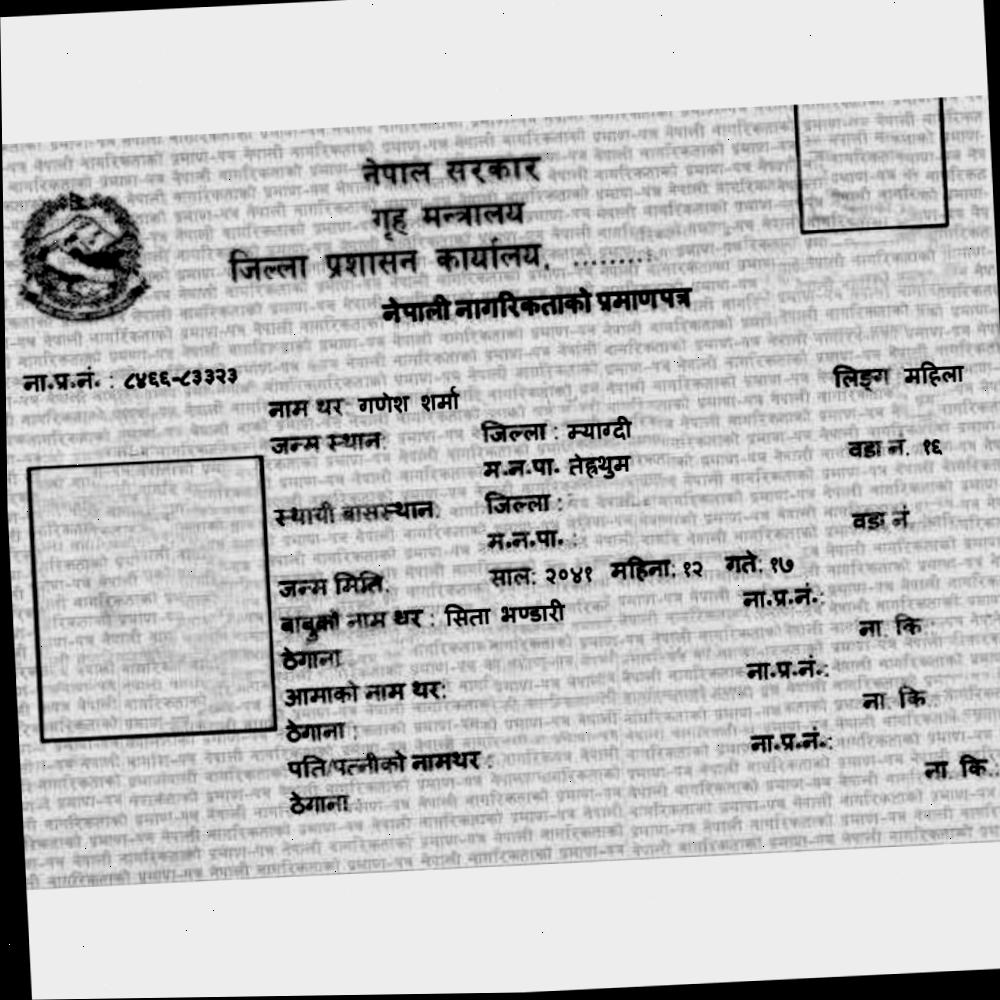 नेपाल सरकार
गृह मन्त्रालय
जिल्ला प्रशासन कार्यालय, .........
नेपाली नागरिकताको प्रमाणपत्र
ना.प्र.नं. : ८४६६-८३३२३ लिङ्ग महिला
नाम थर: गणेश शर्मा
जन्म स्थान: जिल्ला : म्याग्दी वडा नं. १६
म.न.पा. तेह्रथुम
स्थायी बासस्थान: जिल्ला : वडा नं.
म.न.पा. :
जन्म मिति: साल: २०४१ महिना: १२ गते: १७
बाबुको नाम थर : सिता भण्डारी ना.प्र.नं.:
ठेगाना ना. कि.
आमाको नाम थर: ना.प्र.नं.:
ठेगाना : ना. कि.
पति/पत्नीको नामथर : ना.प्र.नं.:
ठेगाना : ना. कि.: